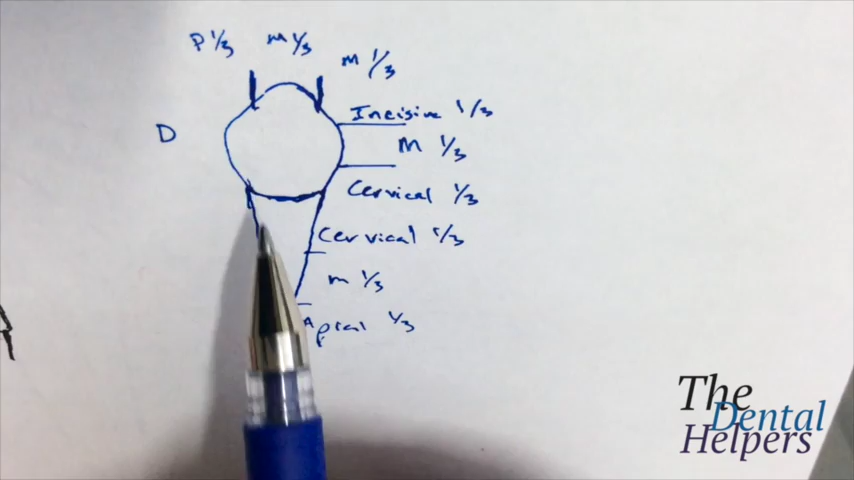 P 1/3 M 1/3 M 1/3
D
Incisive 1/3
M 1/3
Cervical 1/3
Cervical 1/3
m 1/3
Apical 1/3
The
Dental
Helpers